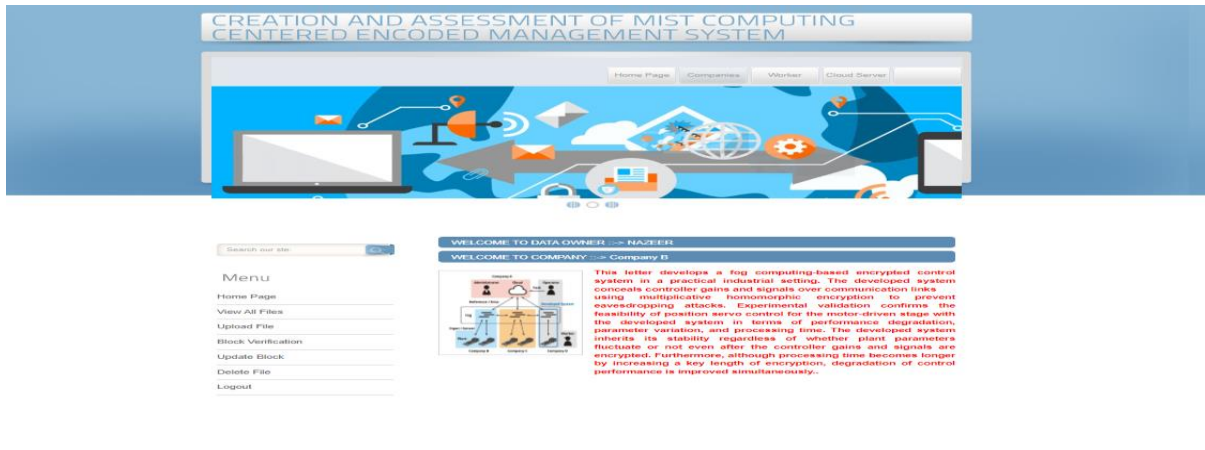 CREATION AND ASSESSMENT OF MIST COMPUTING
CENTERED ENCODED MANAGEMENT SYSTEM
Home Page
Companies
Worker
Cloud Server
Search our site
WELCOME TO DATA OWNER ::-> NAZEER
WELCOME TO COMPANY ::-> Company B
Menu
Home Page
View All Files
Upload File
Block Verification
Update Block
Delete File
Logout
This letter develops a fog computing-based encrypted control
system in a practical industrial setting. The developed system
conceals controller gains and signals over communication links
using multiplicative homomorphic encryption to prevent
eavesdropping attacks. Experimental validation confirms the
feasibility of position servo control for the motor-driven stage with
the developed system in terms of performance degradation,
parameter variation, and processing time. The developed system
inherits its stability regardless of whether plant parameters
fluctuate or not even after the controller gains and signals are
encrypted. Furthermore, although processing time becomes longer
by increasing a key length of encryption, degradation of control
performance is improved simultaneously..